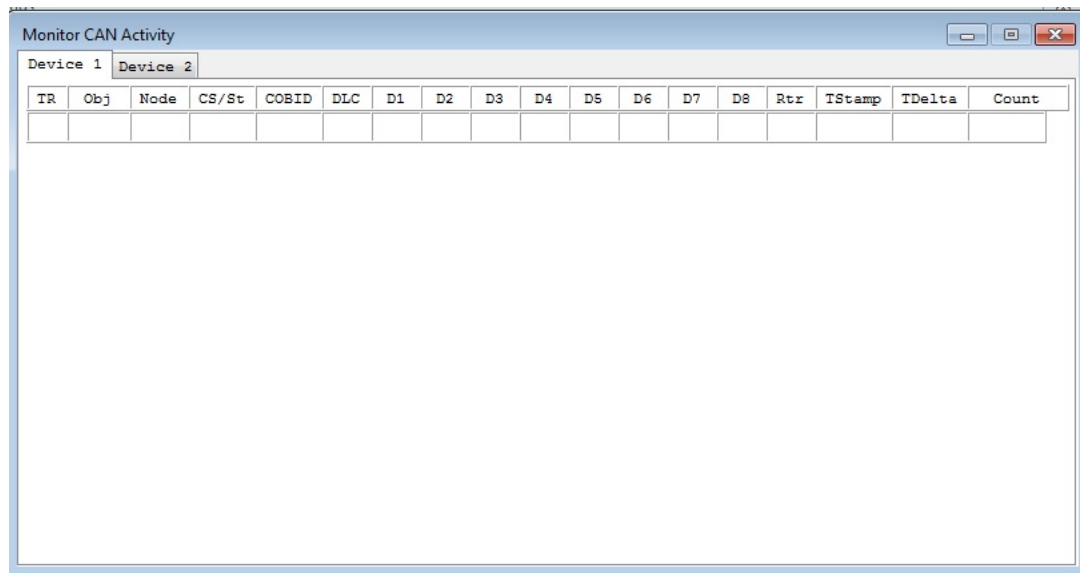 Monitor CAN Activity
Device 1 Device 2
TR Obj Node CS/St COBID DLC D1 D2 D3 D4 D5 D6 D7 D8 Rtr TStamp TDelta Count